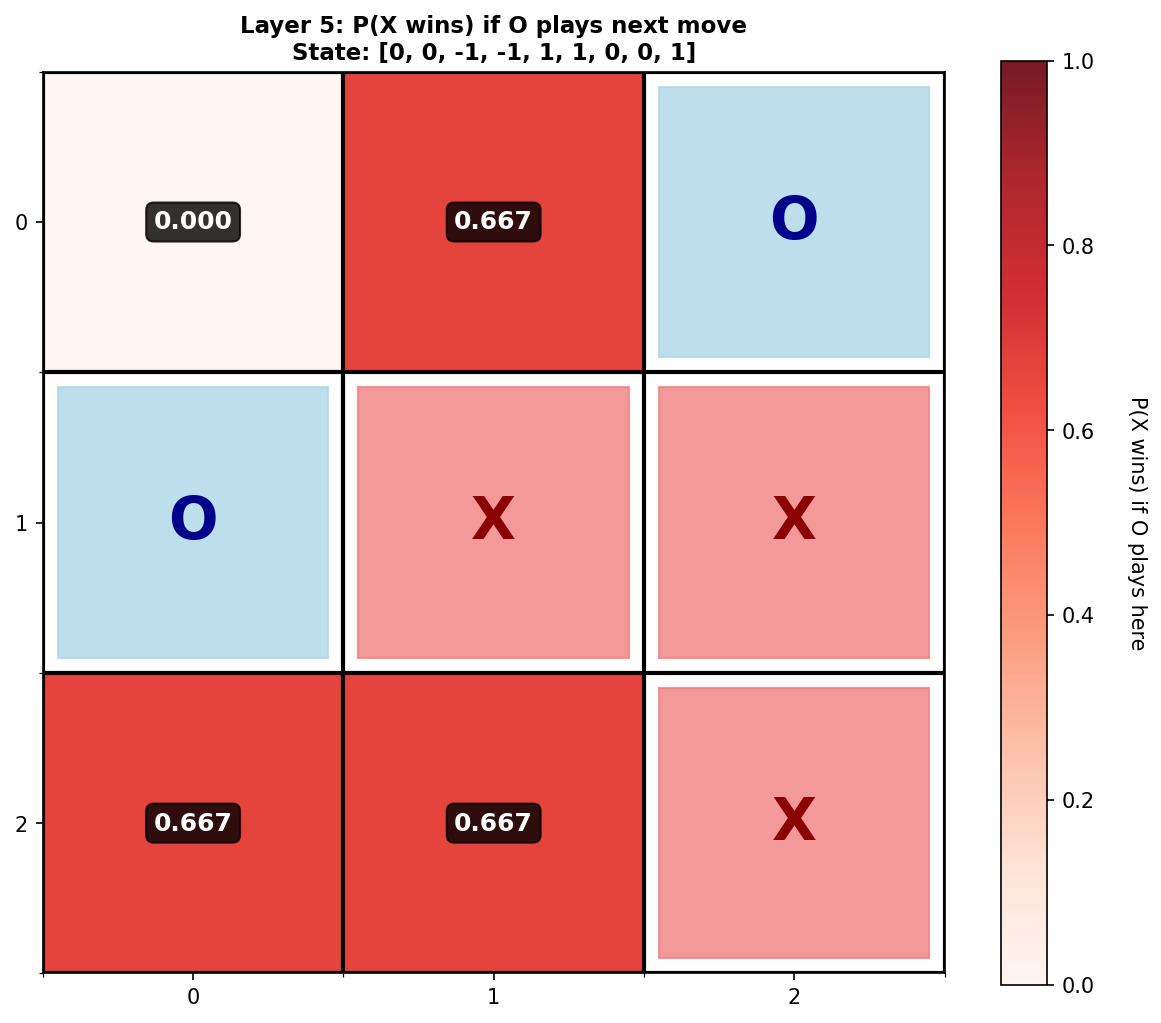 Layer 5: P(X wins) if O plays next move
State: [0, 0, -1, -1, 1, 1, 0, 0, 1]
0
0.000
0.667
O
1
O
X
X
2
0.667
0.667
X
0
1
2
1.0
0.8
0.6
0.4
0.2
0.0
P(X wins) if O plays here